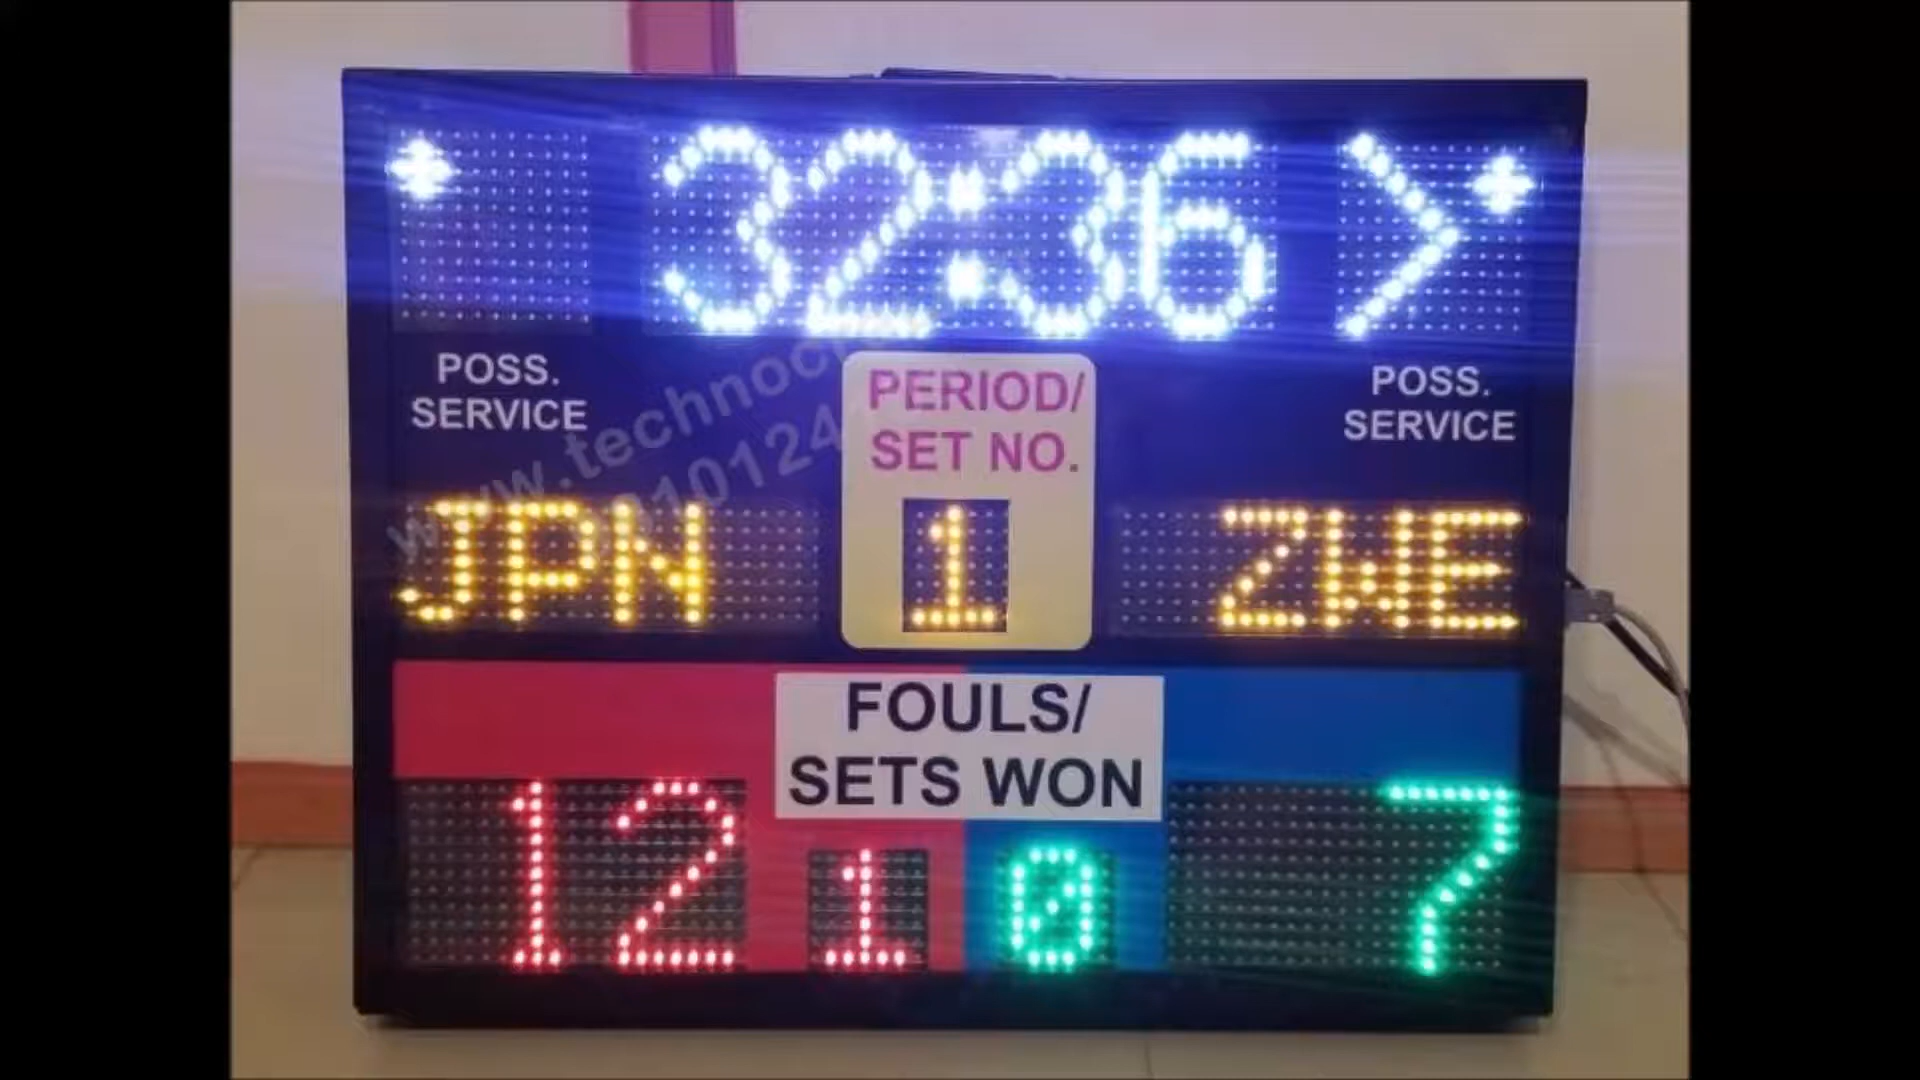 32:36 >
POSS.
SERVICE
PERIOD/
SET NO.
1
POSS.
SERVICE
JPN
ZWE
FOULS/
SETS WON
12 1 0 7